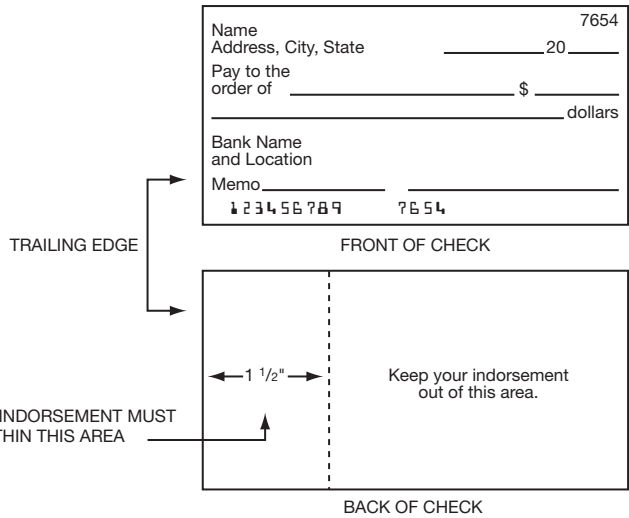 7654
Name
Address, City, State 20
Pay to the
order of $
dollars
Bank Name
and Location
Memo
123456789 7654
TRAILING EDGE
FRONT OF CHECK
1 1/2"
Keep your indorsement
out of this area.
INDORSEMENT MUST
THIS AREA
BACK OF CHECK